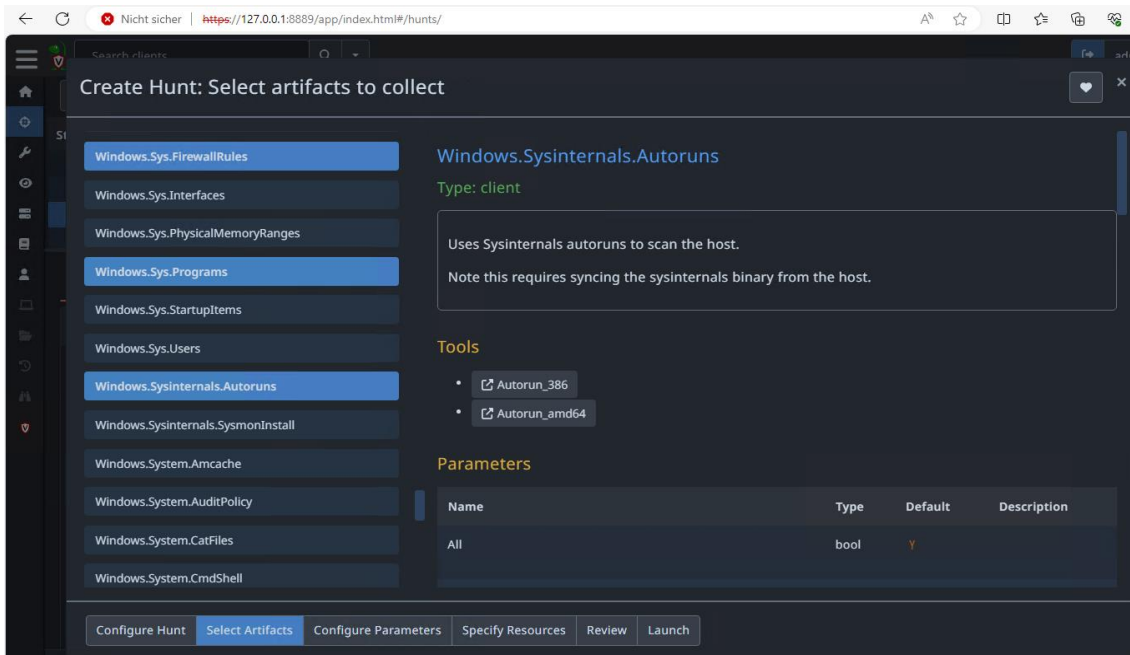 Nicht sicher | https://127.0.0.1:8889/app/index.html#/hunts/
Search clients
Create Hunt: Select artifacts to collect
Windows.Sys.FirewallRules
Windows.Sys.Interfaces
Windows.Sys.PhysicalMemoryRanges
Windows.Sys.Programs
Windows.Sys.StartupItems
Windows.Sys.Users
Windows.Sysinternals.Autoruns
Windows.Sysinternals.SysmonInstall
Windows.System.Amcache
Windows.System.AuditPolicy
Windows.System.CatFiles
Windows.System.CmdShell
Windows.Sysinternals.Autoruns
Type: client
Uses Sysinternals autoruns to scan the host.
Note this requires syncing the sysinternals binary from the host.
Tools
Autorun_386
Autorun_amd64
Parameters
Name Type Default Description
All bool Y
Configure Hunt Select Artifacts Configure Parameters Specify Resources Review Launch